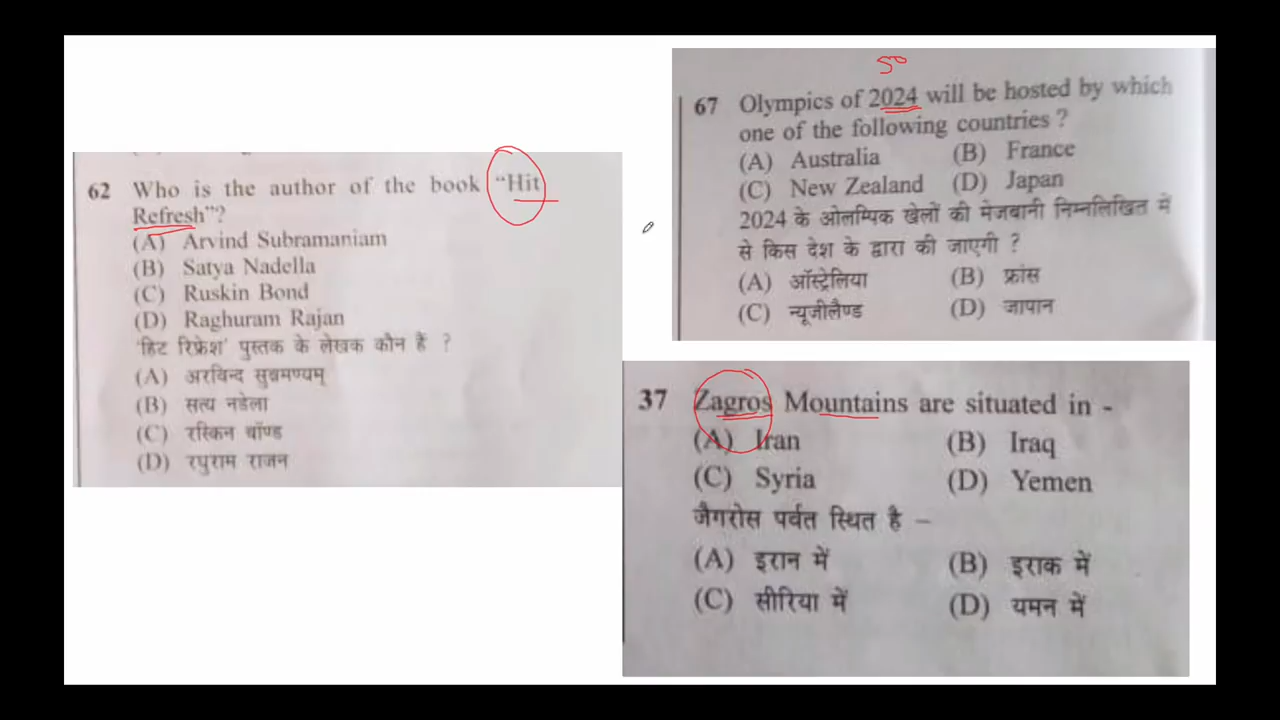 62 Who is the author of the book "Hit
Refresh"?
(A) Arvind Subramaniam
(B) Satya Nadella
(C) Ruskin Bond
(D) Raghuram Rajan
'हिट रिफ्रेश' पुस्तक के लेखक कौन हैं ?
(A) अरविन्द सुब्रमण्यम्
(B) सत्य नडेला
(C) रस्किन बॉण्ड
(D) रघुराम राजन
50
67 Olympics of 2024 will be hosted by which
one of the following countries ?
(A) Australia (B) France
(C) New Zealand (D) Japan
2024 के ओलम्पिक खेलों की मेजबानी निम्नलिखित में
से किस देश के द्वारा की जाएगी ?
(A) ऑस्ट्रेलिया (B) फ्रांस
(C) न्यूजीलैण्ड (D) जापान
37 Zagros Mountains are situated in -
(A) Iran (B) Iraq
(C) Syria (D) Yemen
जैगरोस पर्वत स्थित है –
(A) इरान में (B) इराक में
(C) सीरिया में (D) यमन में